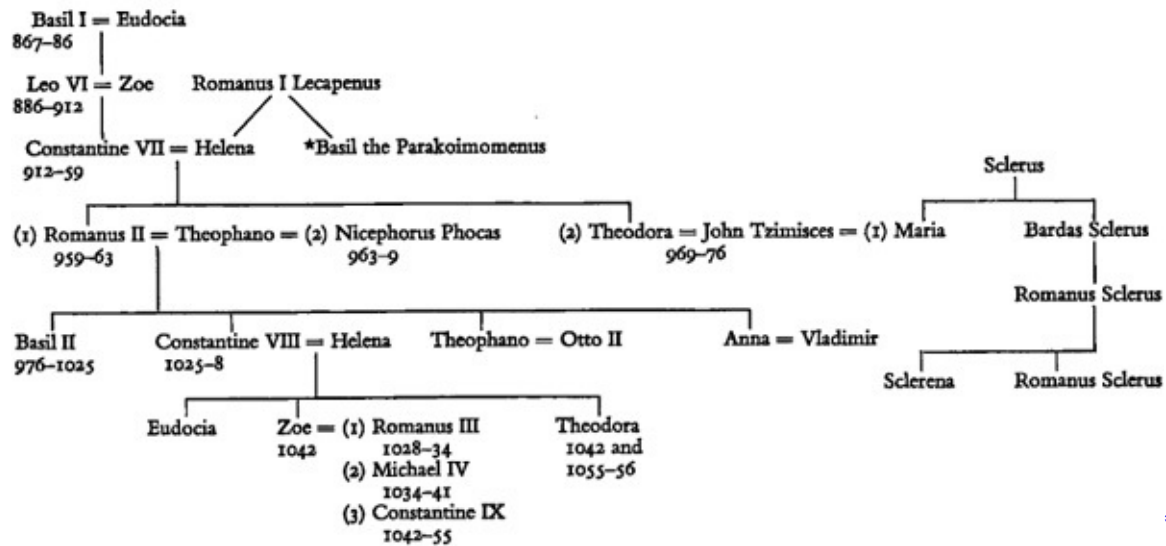 Basil I = Eudocia
867–86
Leo VI = Zoe Romanus I Lecapenus
886–912
Constantine VII = Helena *Basil the Parakoimomenus
912–59
Sclerus
(1) Romanus II = Theophano = (2) Nicephorus Phocas (2) Theodora = John Tzimisces = (1) Maria Bardas Sclerus
959–63 963–9 969–76
Romanus Sclerus
Basil II Constantine VIII = Helena Theophano = Otto II Anna = Vladimir
976–1025 1025–8
Sclerena Romanus Sclerus
Eudocia Zoe = (1) Romanus III Theodora
1042 1028–34 1042 and
(2) Michael IV 1055–56
1034–41
(3) Constantine IX
1042–55